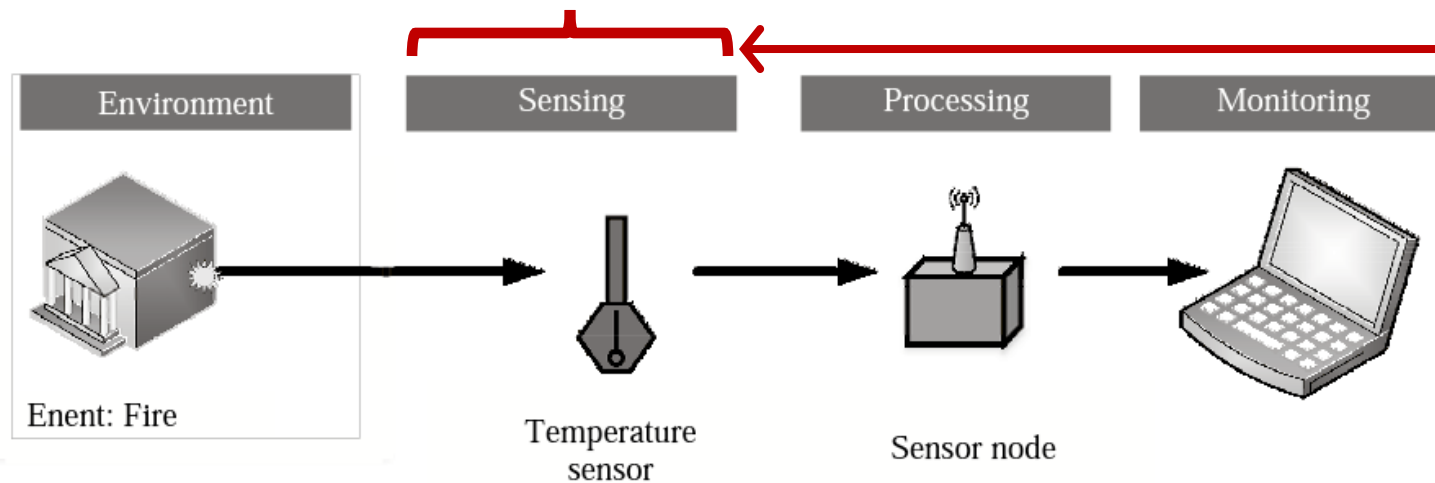 Environment
Sensing
Processing
Monitoring
Enent: Fire
Temperature
sensor
Sensor node